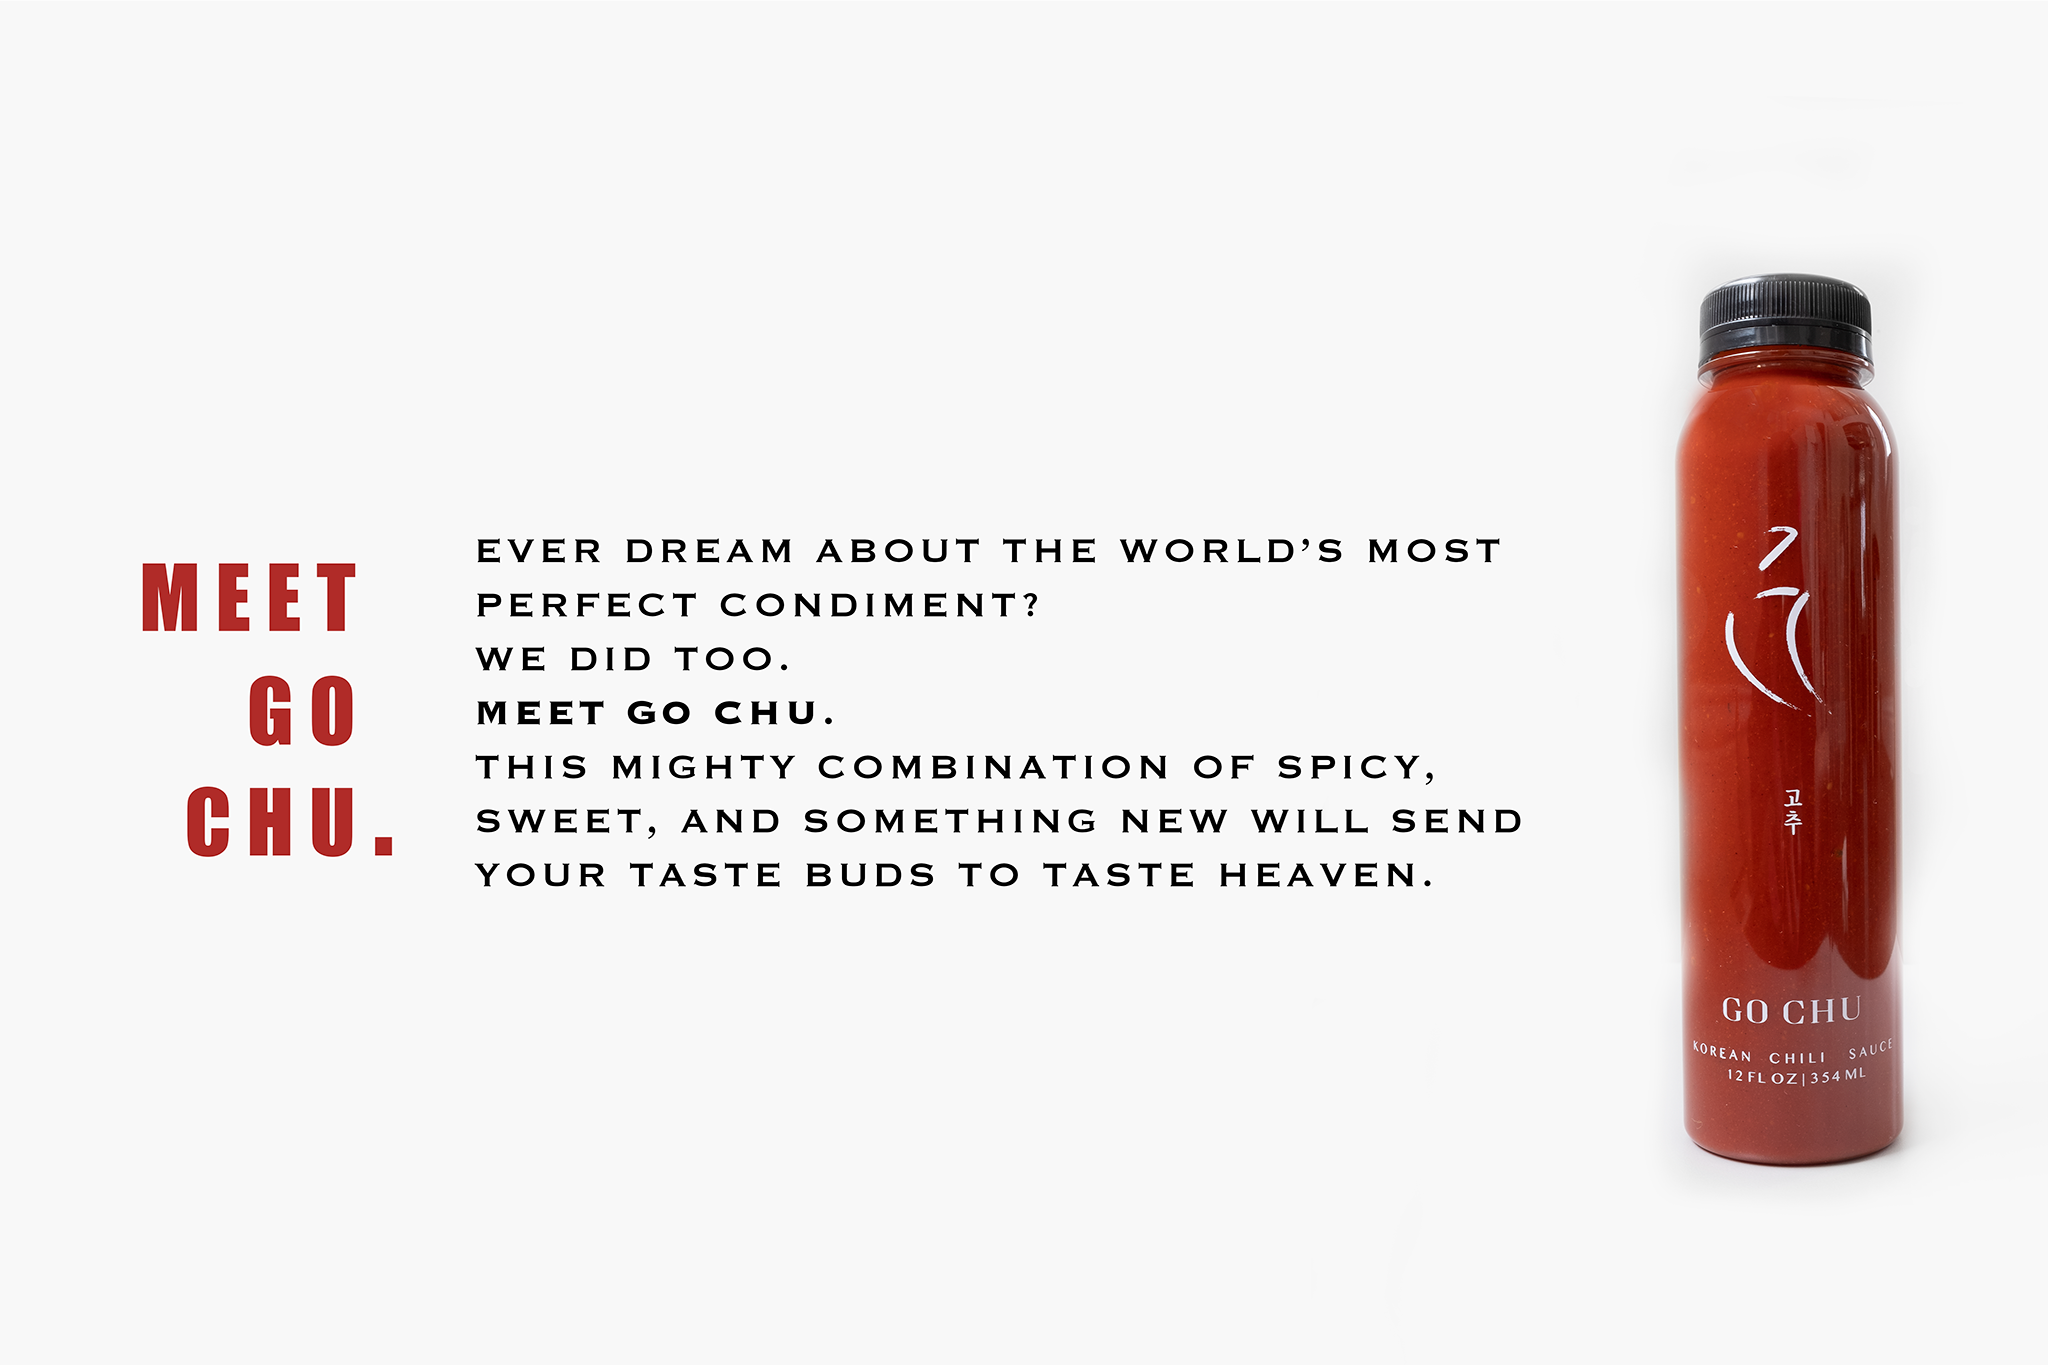 MEET
GO
CHU.
EVER DREAM ABOUT THE WORLD’S MOST
PERFECT CONDIMENT?
WE DID TOO.
MEET GO CHU.
THIS MIGHTY COMBINATION OF SPICY,
SWEET, AND SOMETHING NEW WILL SEND
YOUR TASTE BUDS TO TASTE HEAVEN.
고
추
GO CHU
KOREAN CHILI SAUCE
12 FL OZ | 354 ML